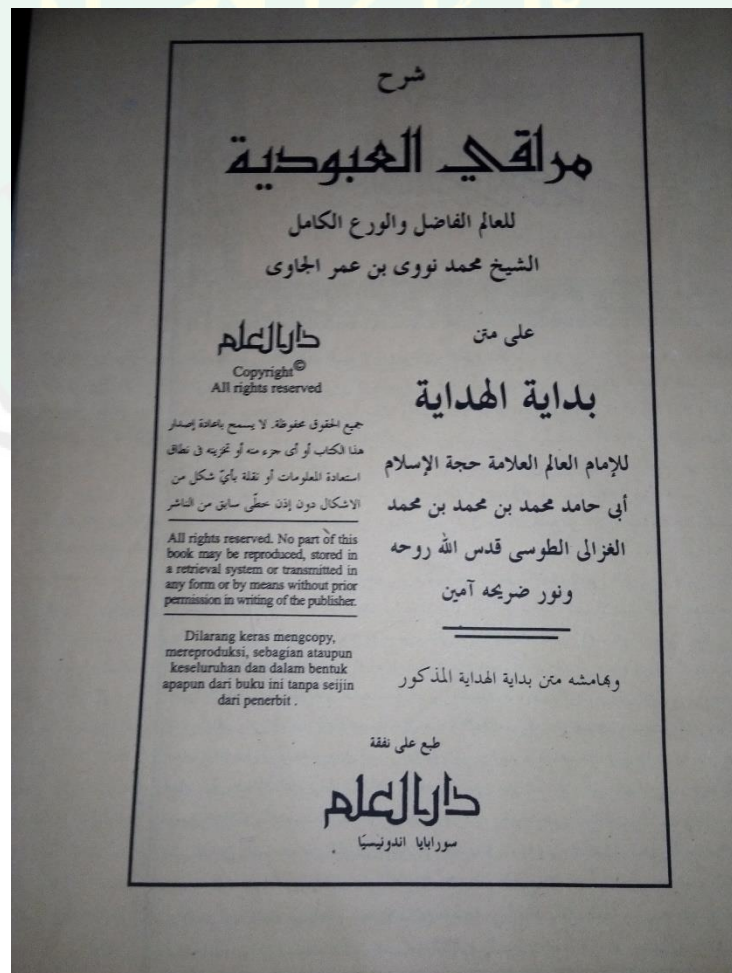 شرح
مراقي العبودية
للعالم الفاضل والورع الكامل
الشيخ محمد نووى بن عمر الجاوى
على متن
بداية الهداية
للإمام العالم العلامة حجة الإسلام
أبى حامد محمد بن محمد بن محمد
الغزالى الطوسى قدس الله روحه
ونور ضريحه آمين
وبهامشه متن بداية الهداية المذكور
دار العلم
Copyright©
All rights reserved
جميع الحقوق محفوظة. لا يسمح باعادة إصدار
هذا الكتاب أو أى جزء منه أو تخزينه فى نطاق
استعادة المعلومات أو نقلة بأيّ شكل من
الاشكال دون إذن خطّى سابق من الناشر
All rights reserved. No part of this
book may be reproduced, stored in
a retrieval system or transmitted in
any form or by means without prior
permission in writing of the publisher.
Dilarang keras mengcopy,
mereproduksi, sebagian ataupun
keseluruhan dan dalam bentuk
apapun dari buku ini tanpa seijin
dari penerbit .
طبع على نفقة
دار العلم
سورابايا اندونيسيَا